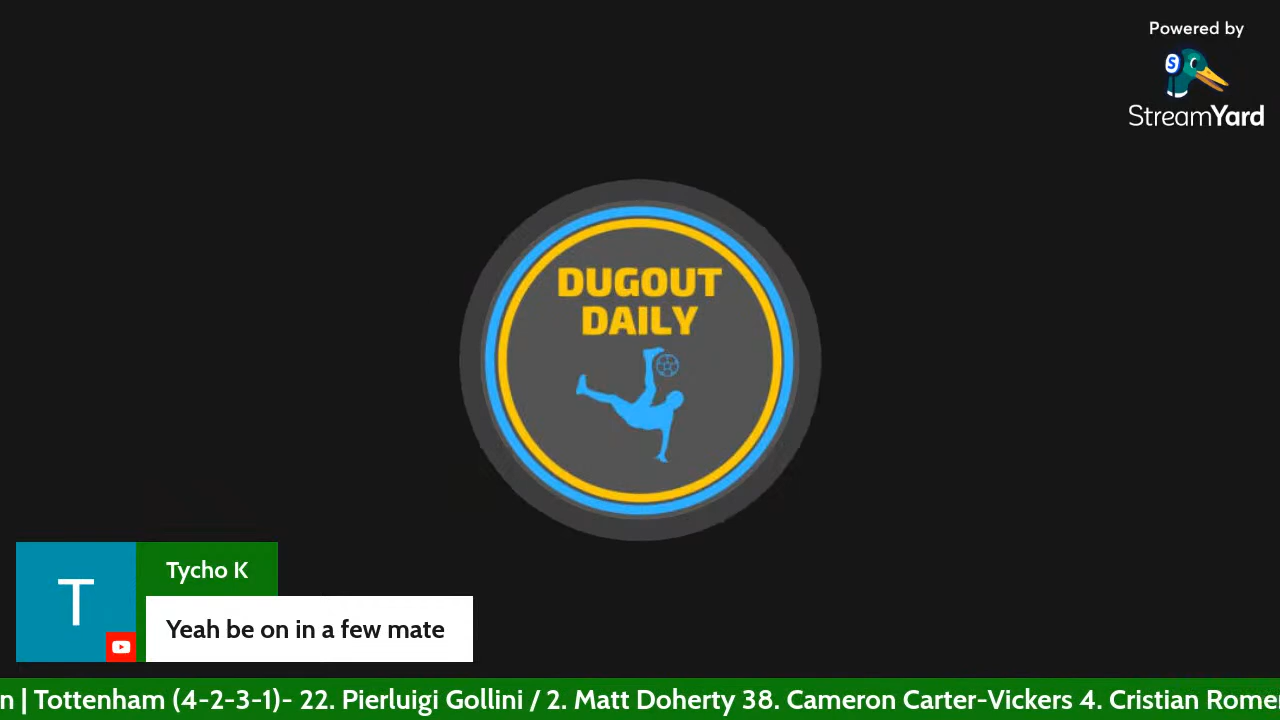 Powered by
S
StreamYard
DUGOUT
DAILY
T
Tycho K
Yeah be on in a few mate
n | Tottenham (4-2-3-1)- 22. Pierluigi Gollini / 2. Matt Doherty 38. Cameron Carter-Vickers 4. Cristian Rome